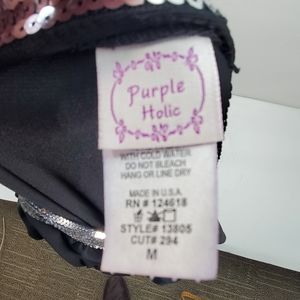 Purple
Holic
WITH COLD WATER
DO NOT BLEACH
HANG OR LINE DRY
MADE IN U.S.A.
RN # 124618
STYLE# 13805
CUT# 294
M